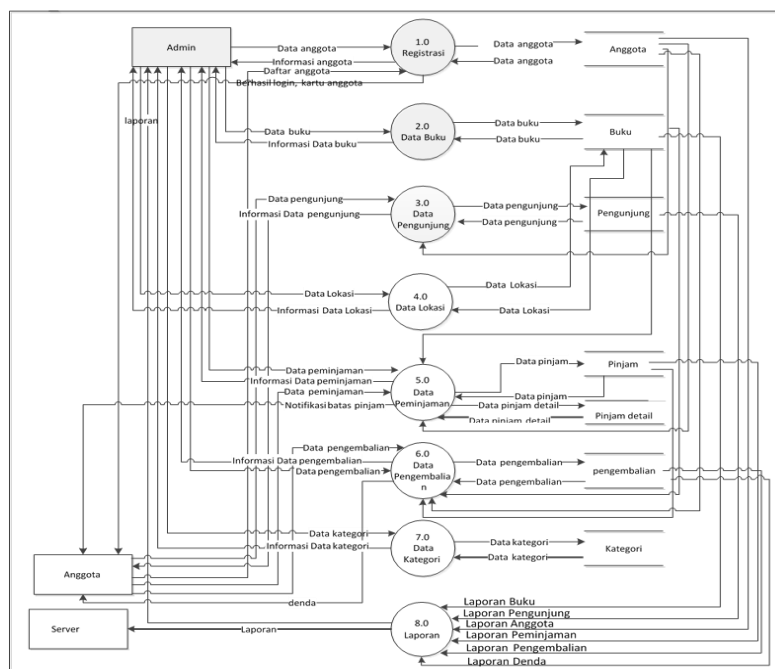 Admin
Data anggota
1.0
Registrasi
Data anggota
Anggota
Informasi anggota
Data anggota
Daftar anggota
Berhasil login, kartu anggota
laporan
Data buku
2.0
Data Buku
Data buku
Buku
Informasi Data buku
Data buku
Data pengunjung
3.0
Data
Pengunjung
Data pengunjung
Pengunjung
Informasi Data pengunjung
Data pengunjung
4.0
Data Lokasi
Data Lokasi
Data Lokasi
Informasi Data Lokasi
Data Lokasi
Data peminjaman
5.0
Data
Peminjaman
Data pinjam
Pinjam
Informasi Data peminjaman
Data peminjaman
Data pinjam
Notifikasi batas pinjam
Data pinjam detail
Pinjam detail
Data pinjam detail
Data pengembalian
6.0
Data
Pengembalia
n
Informasi Data pengembalian
Data pengembalian
Data pengembalian
pengembalian
Data pengembalian
Data kategori
7.0
Data
Kategori
Data kategori
Kategori
Informasi Data kategori
Data kategori
Anggota
denda
Server
Laporan
8.0
Laporan
Laporan Buku
Laporan Pengunjung
Laporan Anggota
Laporan Peminjaman
Laporan Pengembalian
Laporan Denda